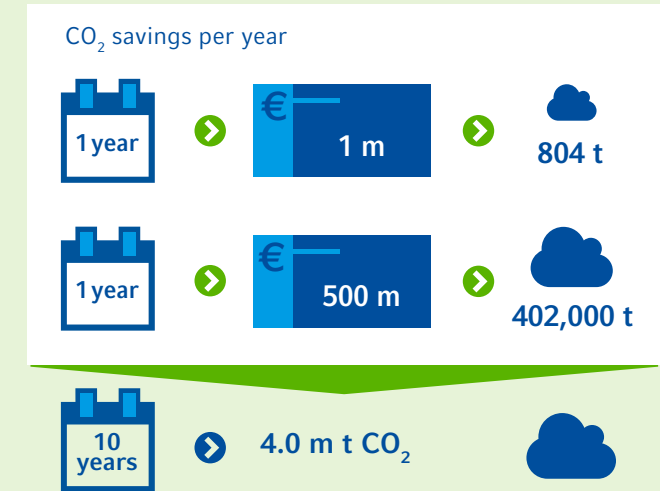 CO₂ savings per year
1 year
€
1 m
804 t
1 year
€
500 m
402,000 t
10
years
4.0 m t CO₂